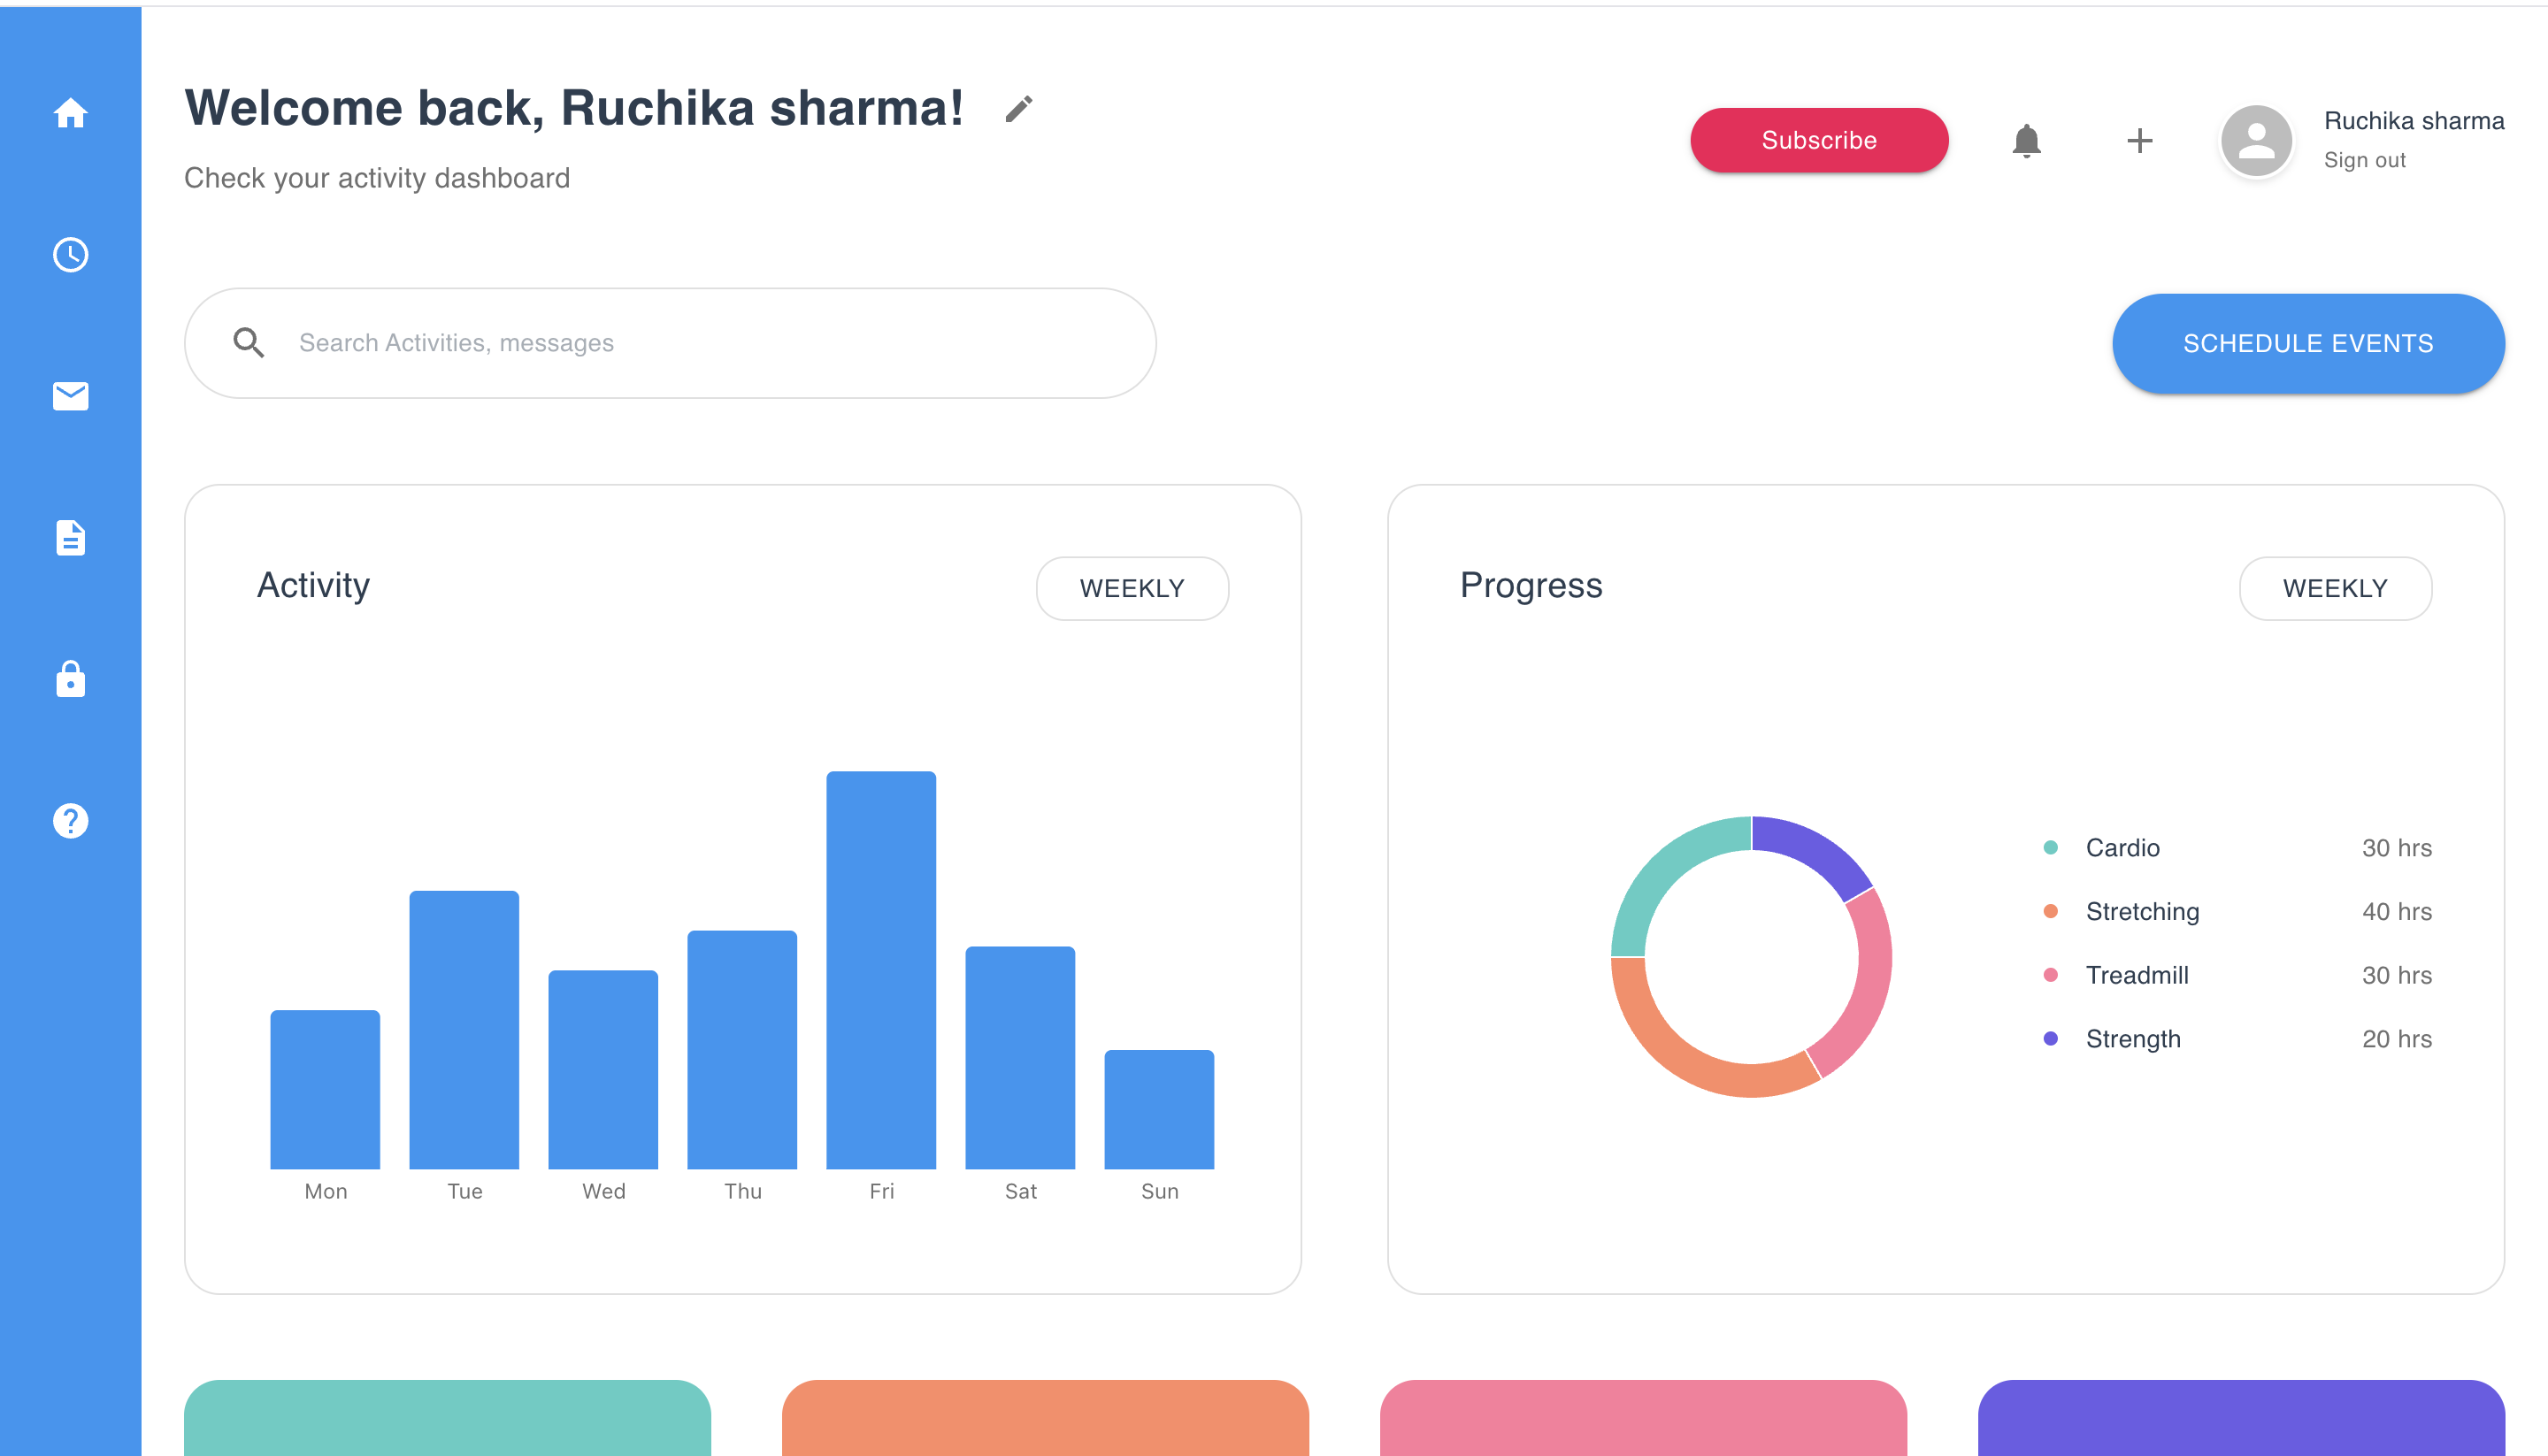 Welcome back, Ruchika sharma!
Check your activity dashboard
Subscribe
Ruchika sharma
Sign out
Search Activities, messages
SCHEDULE EVENTS
Activity
WEEKLY
Mon Tue Wed Thu Fri Sat Sun
Progress
WEEKLY
Cardio 30 hrs
Stretching 40 hrs
Treadmill 30 hrs
Strength 20 hrs